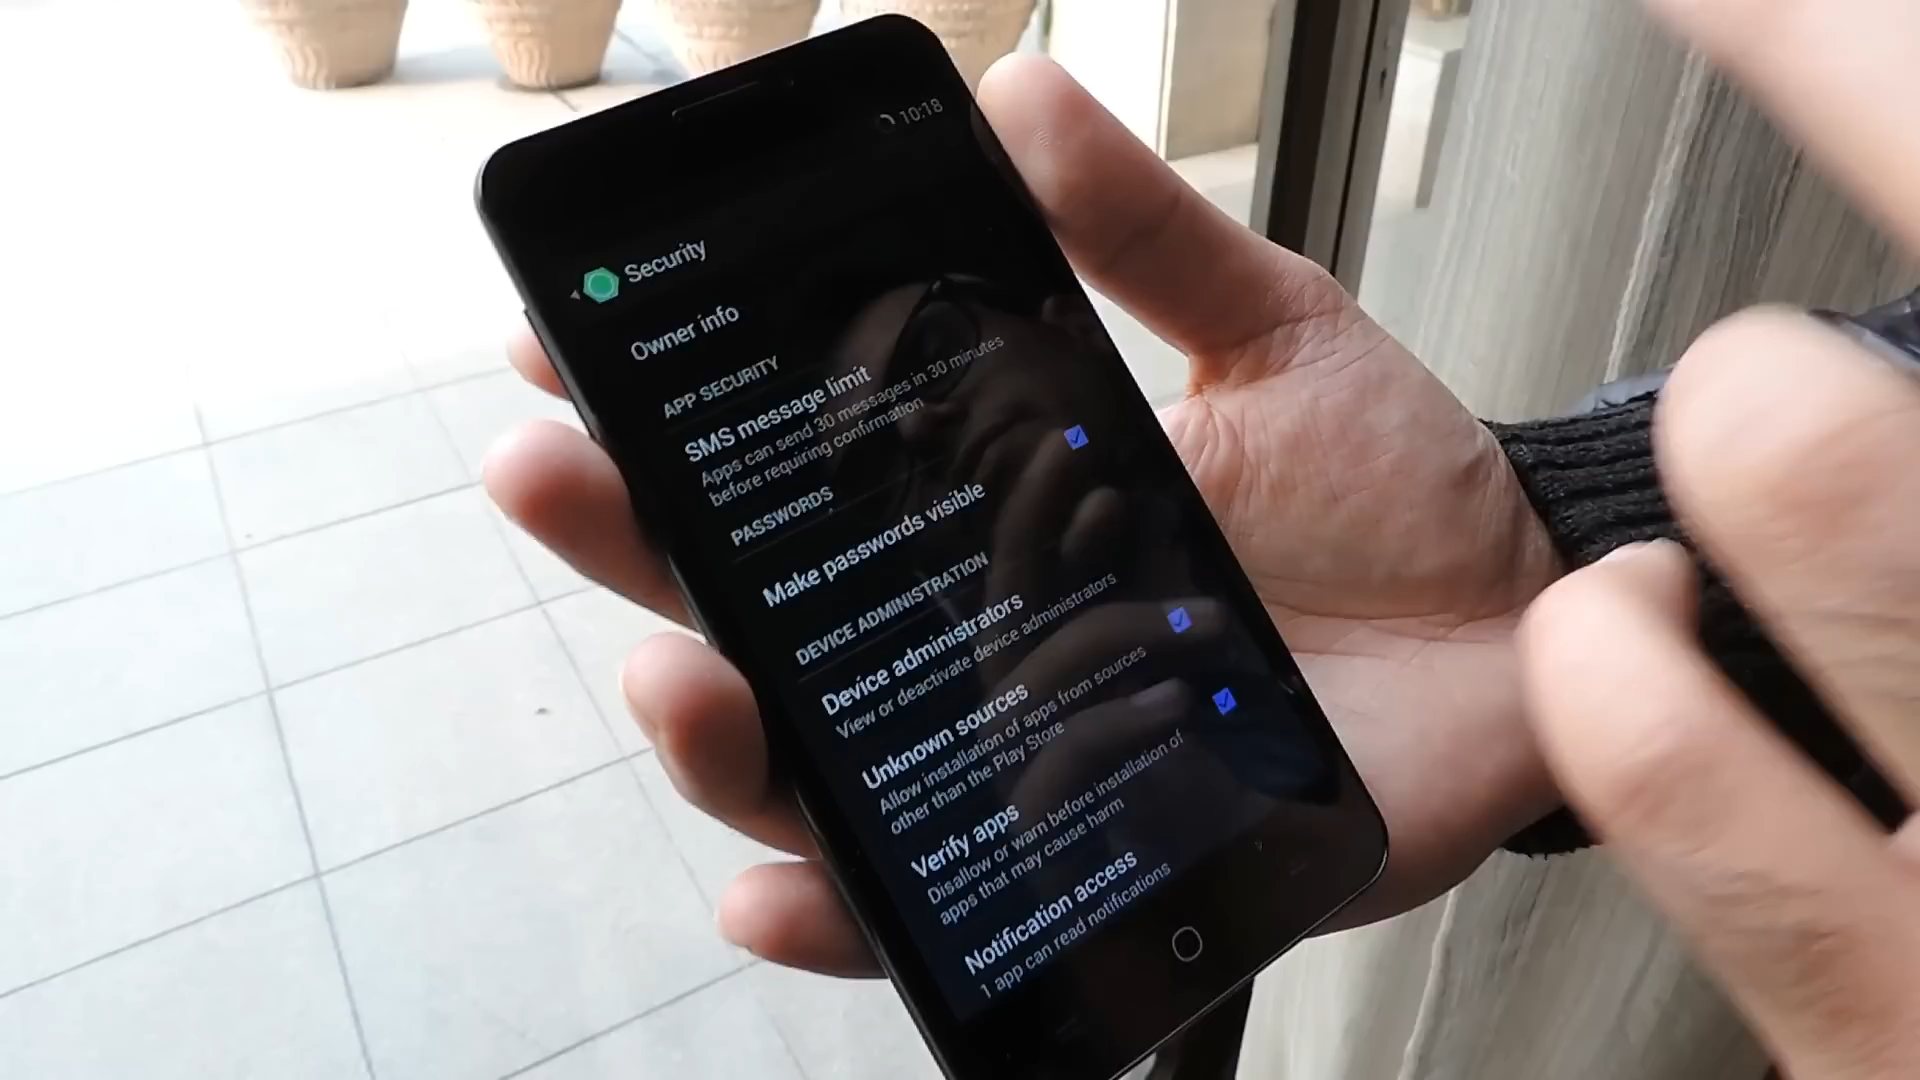 10:18
Security
Owner info
APP SECURITY
SMS message limit
Apps can send 30 messages in 30 minutes
before requiring confirmation
PASSWORDS
Make passwords visible
DEVICE ADMINISTRATION
Device administrators
View or deactivate device administrators
Unknown sources
Allow installation of apps from sources
other than the Play Store
Verify apps
Disallow or warn before installation of
apps that may cause harm
Notification access
1 app can read notifications